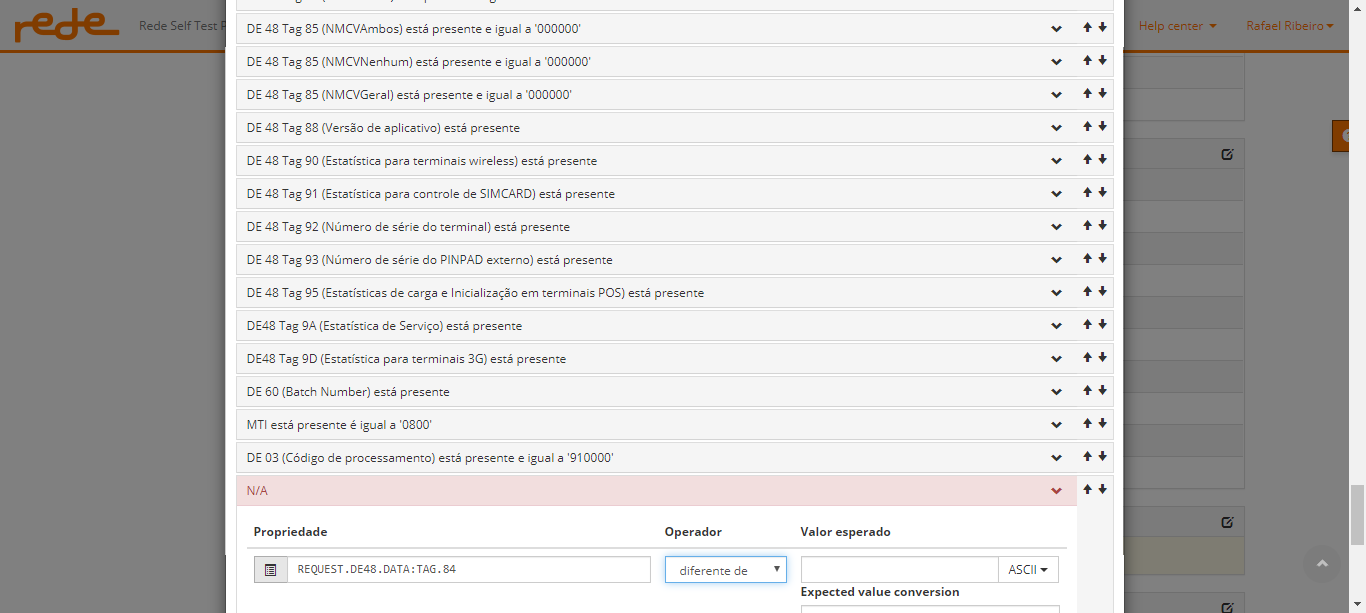 rede
Rede Self Test P
Help center
Rafael Ribeiro
DE 48 Tag 85 (NMCVAmbos) está presente e igual a '000000'
DE 48 Tag 85 (NMCVNenhum) está presente e igual a '000000'
DE 48 Tag 85 (NMCVGeral) está presente e igual a '000000'
DE 48 Tag 88 (Versão de aplicativo) está presente
DE 48 Tag 90 (Estatística para terminais wireless) está presente
DE 48 Tag 91 (Estatística para controle de SIMCARD) está presente
DE 48 Tag 92 (Número de série do terminal) está presente
DE 48 Tag 93 (Número de série do PINPAD externo) está presente
DE 48 Tag 95 (Estatísticas de carga e Inicialização em terminais POS) está presente
DE48 Tag 9A (Estatística de Serviço) está presente
DE48 Tag 9D (Estatística para terminais 3G) está presente
DE 60 (Batch Number) está presente
MTI está presente é igual a '0800'
DE 03 (Código de processamento) está presente e igual a '910000'
N/A
Propriedade Operador Valor esperado
REQUEST.DE48.DATA:TAG.84 diferente de ASCII
Expected value conversion